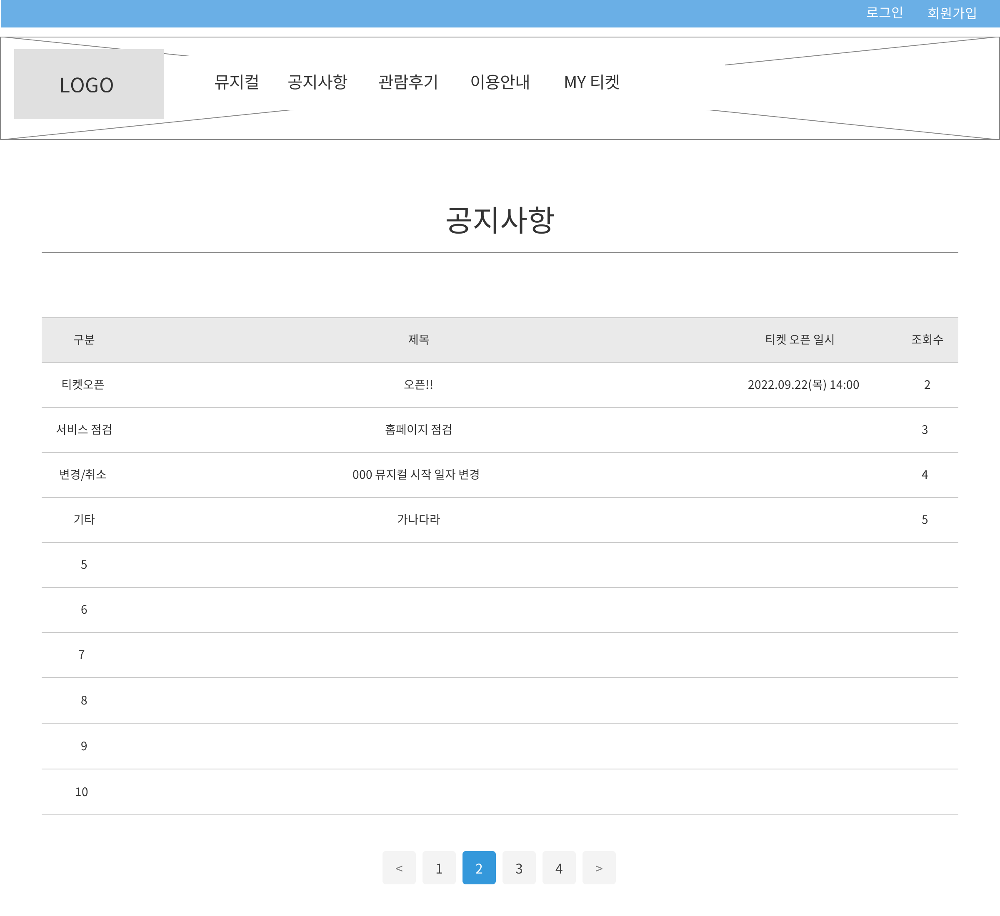 로그인 회원가입
LOGO 뮤지컬 공지사항 관람후기 이용안내 MY 티켓
공지사항
구분 제목 티켓 오픈 일시 조회수
티켓오픈 오픈!! 2022.09.22(목) 14:00 2
서비스 점검 홈페이지 점검 3
변경/취소 000 뮤지컬 시작 일자 변경 4
기타 가나다라 5
5
6
7
8
9
10
< 1 2 3 4 >